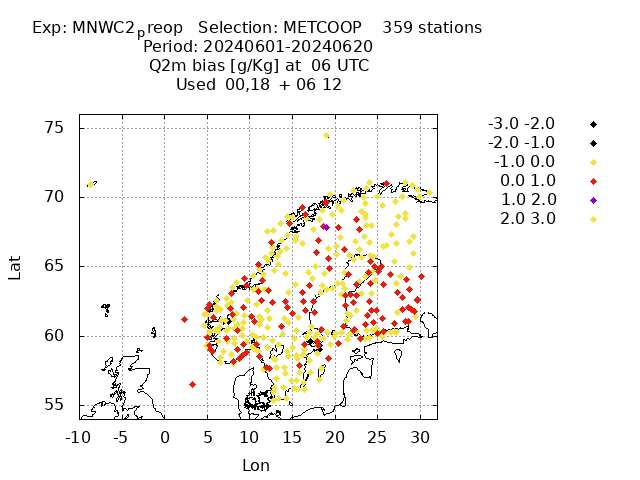 Exp: MNWC2preop   Selection: METCOOP    359 stations
Period: 20240601-20240620
Q2m bias [g/Kg] at  06 UTC
Used  00,18  + 06 12
-3.0 -2.0
-2.0 -1.0
-1.0 0.0
0.0 1.0
1.0 2.0
2.0 3.0
75
70
65
60
55
Lat
-10 -5 0 5 10 15 20 25 30
Lon